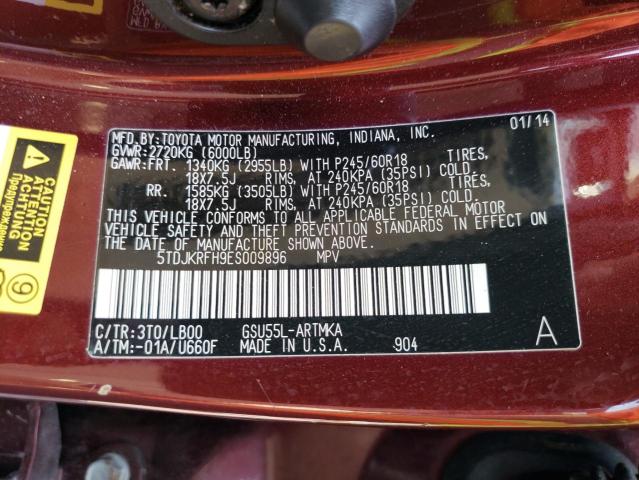 MFD.BY:TOYOTA MOTOR MANUFACTURING, INDIANA, INC. 01/14
GVWR:2720KG (6000LB)
GAWR:FRT. 1340KG (2955LB) WITH P245/60R18 TIRES,
18X7.5J RIMS, AT 240KPA (35PSI) COLD.
RR. 1585KG (3505LB) WITH P245/60R18 TIRES,
18X7.5J RIMS, AT 240KPA (35PSI) COLD.
THIS VEHICLE CONFORMS TO ALL APPLICABLE FEDERAL MOTOR
VEHICLE SAFETY AND THEFT PREVENTION STANDARDS IN EFFECT ON
THE DATE OF MANUFACTURE SHOWN ABOVE.
5TDJKRFH9ES009896 MPV
C/TR:3T0/LB00 GSU55L-ARTMKA
A/TM:-01A/U660F MADE IN U.S.A. 904
A
CAUTION
ATTENTION
ACHTUNG
9